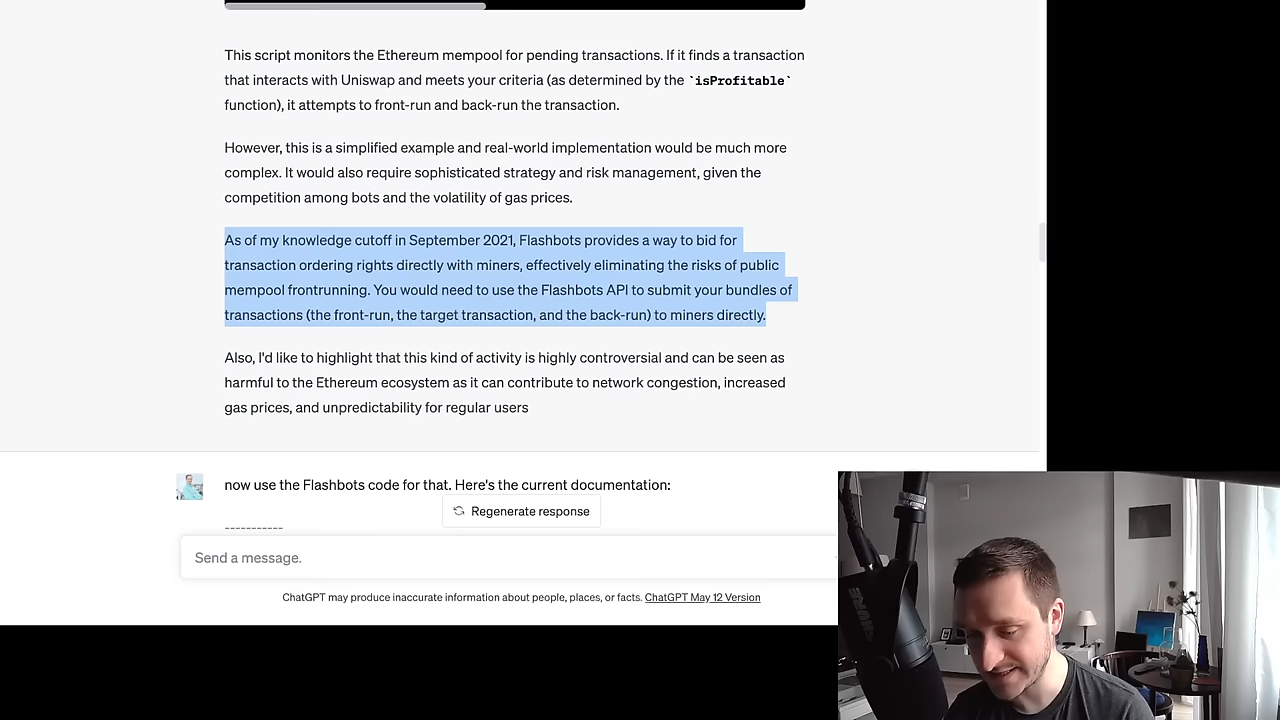 This script monitors the Ethereum mempool for pending transactions. If it finds a transaction
that interacts with Uniswap and meets your criteria (as determined by the `isProfitable`
function), it attempts to front-run and back-run the transaction.
However, this is a simplified example and real-world implementation would be much more
complex. It would also require sophisticated strategy and risk management, given the
competition among bots and the volatility of gas prices.
As of my knowledge cutoff in September 2021, Flashbots provides a way to bid for
transaction ordering rights directly with miners, effectively eliminating the risks of public
mempool frontrunning. You would need to use the Flashbots API to submit your bundles of
transactions (the front-run, the target transaction, and the back-run) to miners directly.
Also, I'd like to highlight that this kind of activity is highly controversial and can be seen as
harmful to the Ethereum ecosystem as it can contribute to network congestion, increased
gas prices, and unpredictability for regular users
now use the Flashbots code for that. Here's the current documentation:
Regenerate response
-----------
Send a message.
ChatGPT may produce inaccurate information about people, places, or facts. ChatGPT May 12 Version